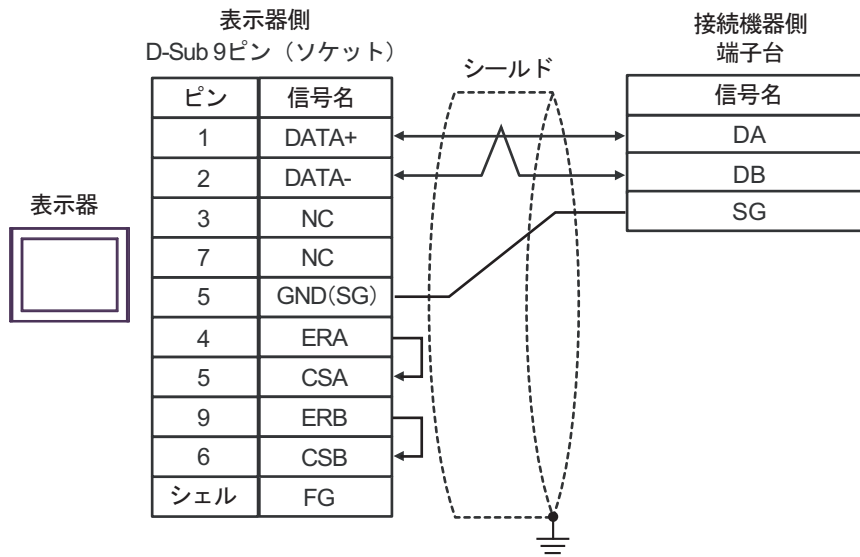 表示器側
D-Sub 9ピン（ソケット）
接続機器側
端子台
シールド
ピン 信号名
信号名
1 DATA+
DA
2 DATA-
DB
3 NC
SG
表示器
7 NC
5 GND(SG)
4 ERA
5 CSA
9 ERB
6 CSB
シェル FG